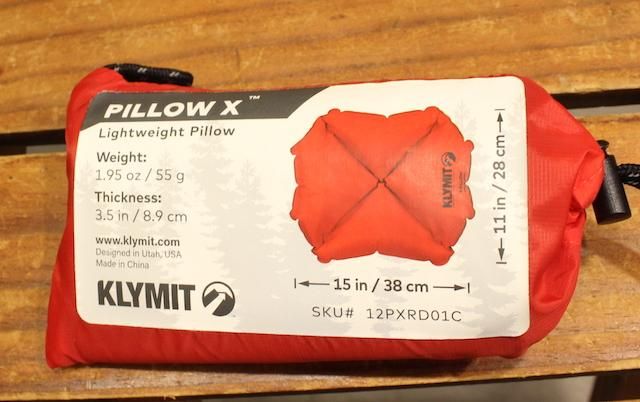 PILLOW X™
Lightweight Pillow
Weight:
1.95 oz / 55 g
Thickness:
3.5 in / 8.9 cm
www.klymit.com
Designed in Utah, USA
Made in China
KLYMIT
KLYMIT
11 in / 28 cm
15 in / 38 cm
SKU# 12PXRD01C